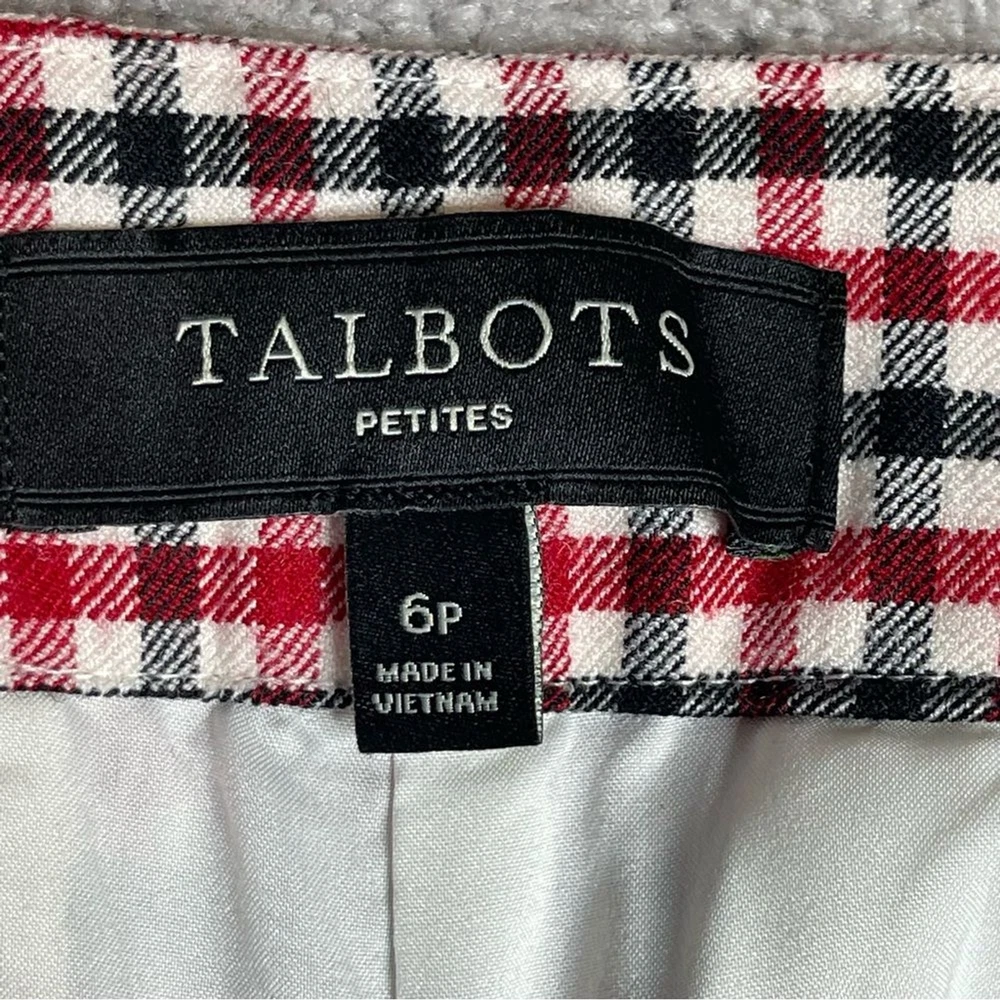 TALBOTS
PETITES
6P
MADE IN
VIETNAM